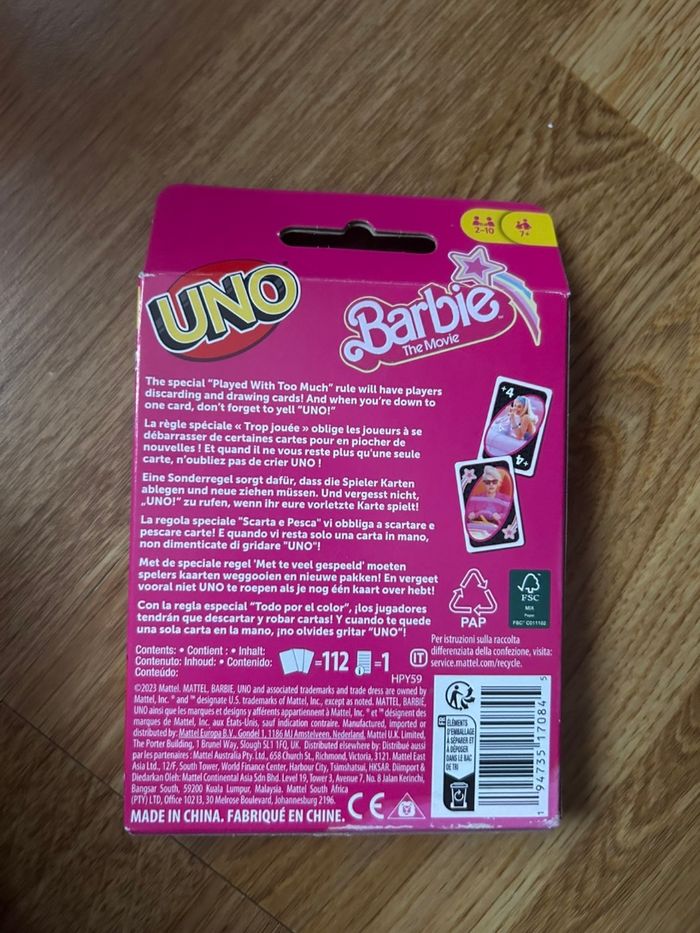 2-10
7+
UNO
Barbie™
The Movie
The special "Played With Too Much" rule will have players
discarding and drawing cards! And when you're down to
one card, don't forget to yell "UNO!"
La règle spéciale « Trop jouée » oblige les joueurs à se
débarrasser de certaines cartes pour en piocher de
nouvelles ! Et quand il ne vous reste plus qu'une seule
carte, n'oubliez pas de crier UNO !
Eine Sonderregel sorgt dafür, dass die Spieler Karten
ablegen und neue ziehen müssen. Und vergesst nicht,
„UNO!" zu rufen, wenn ihr eure vorletzte Karte spielt!
La regola speciale "Scarta e Pesca" vi obbliga a scartare e
pescare carte! E quando vi resta solo una carta in mano,
non dimenticate di gridare "UNO"!
Met de speciale regel 'Met te veel gespeeld' moeten
spelers kaarten weggooien en nieuwe pakken! En vergeet
vooral niet UNO te roepen als je nog één kaart over hebt!
Con la regla especial "Todo por el color", ¡los jugadores
tendrán que descartar y robar cartas! Y cuando te quede
una sola carta en la mano, ¡no olvides gritar "UNO"!
+4
+4
PAP
FSC
MIX
Paper
FSC® C011102
Per istruzioni sulla raccolta
differenziata della confezione, visita:
service.mattel.com/recycle.
IT
Contents: • Contient : • Inhalt:
Contenuto: Inhoud: • Contenido:
Conteúdo:
=112
=1
HPY59
©2023 Mattel. MATTEL, BARBIE, UNO and associated trademarks and trade dress are owned by
Mattel, Inc. ® and ™ designate U.S. trademarks of Mattel, Inc., except as noted. MATTEL, BARBIE,
UNO ainsi que les marques et designs y afférents appartiennent à Mattel, Inc. ® et ™ désignent des
marques de Mattel, Inc. aux États-Unis, sauf indication contraire. Manufactured, imported or
distributed by: Mattel Europa B.V., Gondel 1, 1186 MJ Amstelveen, Nederland. Mattel U.K. Limited,
The Porter Building, 1 Brunel Way, Slough SL1 1FQ, UK. Distributed elsewhere by: Distribué aussi
par les partenaires : Mattel Australia Pty. Ltd., 658 Church St., Richmond, Victoria, 3121. Mattel East
Asia Ltd., 12/F, South Tower, World Finance Center, Harbour City, Tsimshatsui, HKSAR. Diimport &
Diedarkan Oleh: Mattel Continental Asia Sdn Bhd. Level 19, Tower 3, Avenue 7, No. 8 Jalan Kerinchi,
Bangsar South, 59200 Kuala Lumpur, Malaysia. Mattel South Africa
(PTY) LTD, Office 102 I3, 30 Melrose Boulevard, Johannesburg 2196.
MADE IN CHINA. FABRIQUÉ EN CHINE.
CE
FR
ÉLÉMENTS
D'EMBALLAGE
À SÉPARER ET
À DÉPOSER
DANS LE BAC
DE TRI
1 94735 17084 5